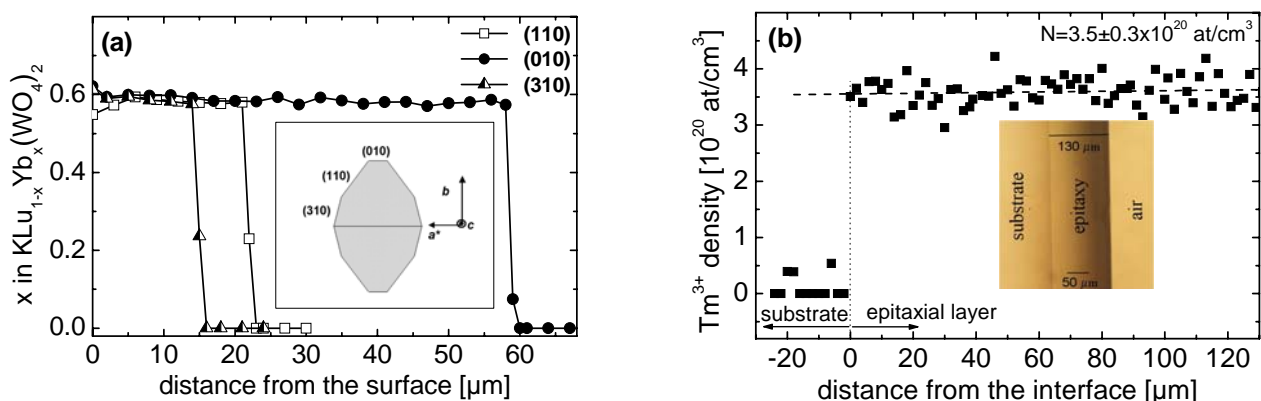 (a)
(110)
(010)
(310)
x in KLu1-xYbx(WO4)2
0.6
0.4
0.2
0.0
0 10 20 30 40 50 60
distance from the surface [µm]
(010)
(110)
(310)
b
a* c
(b)
N=3.5±0.3x10^20 at/cm^3
Tm^3+ density [10^20 at/cm^3]
4
3
2
1
0
substrate
epitaxy
air
130 µm
50 µm
substrate epitaxial layer
-20 0 20 40 60 80 100 120
distance from the interface [µm]